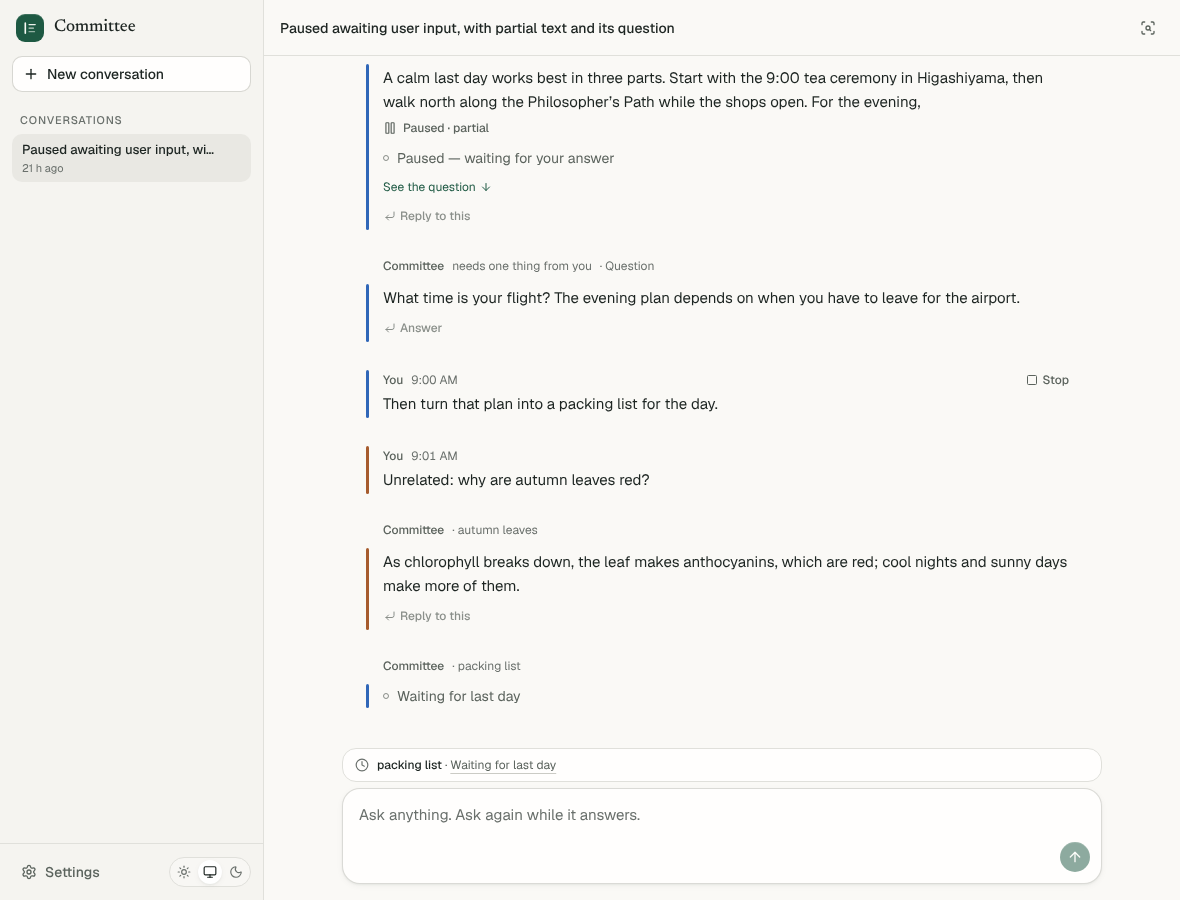 Committee
New conversation
CONVERSATIONS
Paused awaiting user input, wi…
21 h ago
Settings
Paused awaiting user input, with partial text and its question
A calm last day works best in three parts. Start with the 9:00 tea ceremony in Higashiyama, then
walk north along the Philosopher’s Path while the shops open. For the evening,
Paused · partial
Paused — waiting for your answer
See the question ↓
Reply to this
Committee needs one thing from you · Question
What time is your flight? The evening plan depends on when you have to leave for the airport.
Answer
You 9:00 AM Stop
Then turn that plan into a packing list for the day.
You 9:01 AM
Unrelated: why are autumn leaves red?
Committee · autumn leaves
As chlorophyll breaks down, the leaf makes anthocyanins, which are red; cool nights and sunny days
make more of them.
Reply to this
Committee · packing list
Waiting for last day
packing list · Waiting for last day
Ask anything. Ask again while it answers.